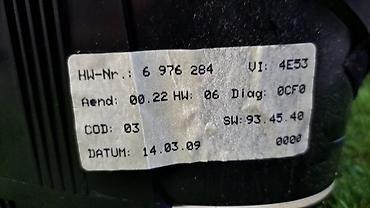 HW-Nr.: 6 976 284 VI: 4E53
Aend: 00.22 HW: 06 Diag: 0CF0
COD: 03 SW: 93.45.40
DATUM: 14.03.09 0000